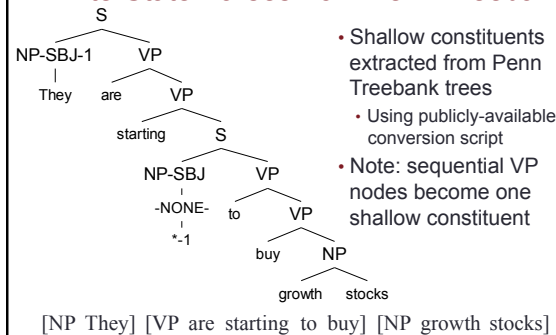 S
NP-SBJ-1 VP
They are VP
starting S
NP-SBJ VP
-NONE- to VP
*-1 buy NP
growth stocks
• Shallow constituents
extracted from Penn
Treebank trees
• Using publicly-available
conversion script
• Note: sequential VP
nodes become one
shallow constituent
[NP They] [VP are starting to buy] [NP growth stocks]